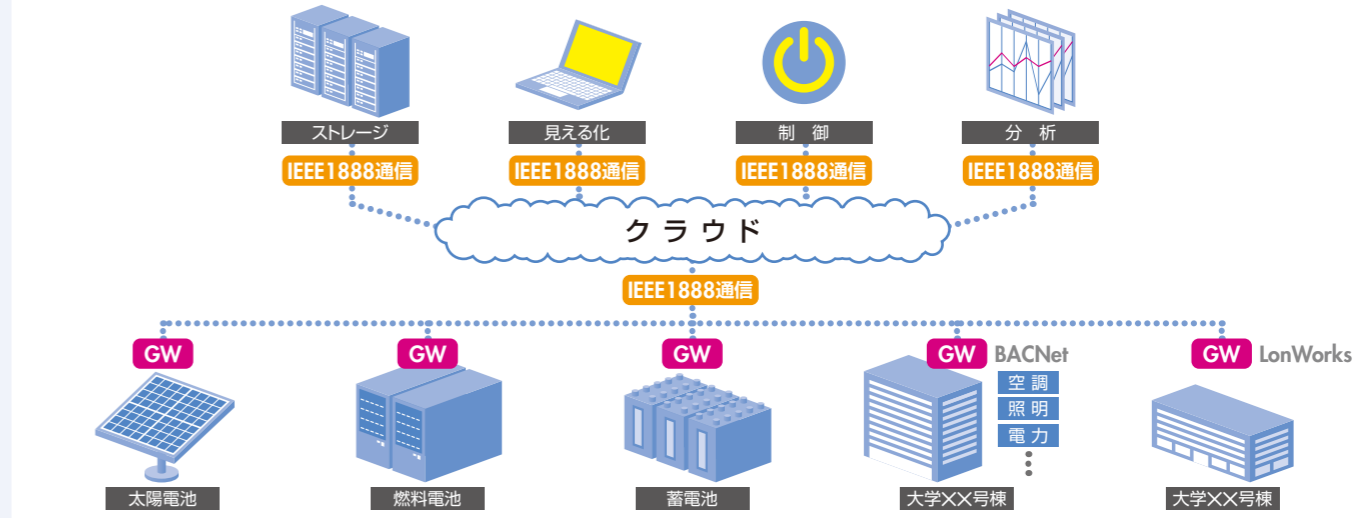 ストレージ
見える化
制御
分析
IEEE1888通信
IEEE1888通信
IEEE1888通信
IEEE1888通信
クラウド
IEEE1888通信
GW
GW
GW
GW BACNet
GW LonWorks
空調
照明
電力
太陽電池
燃料電池
蓄電池
大学××号棟
大学××号棟